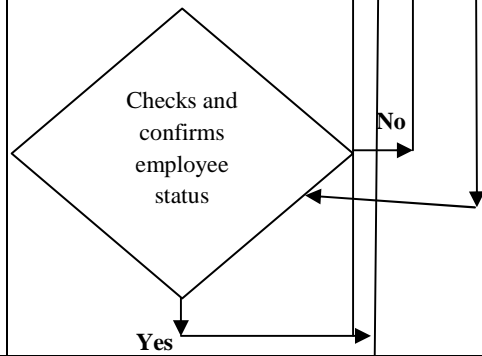 Checks and
confirms
employee
status
No
Yes